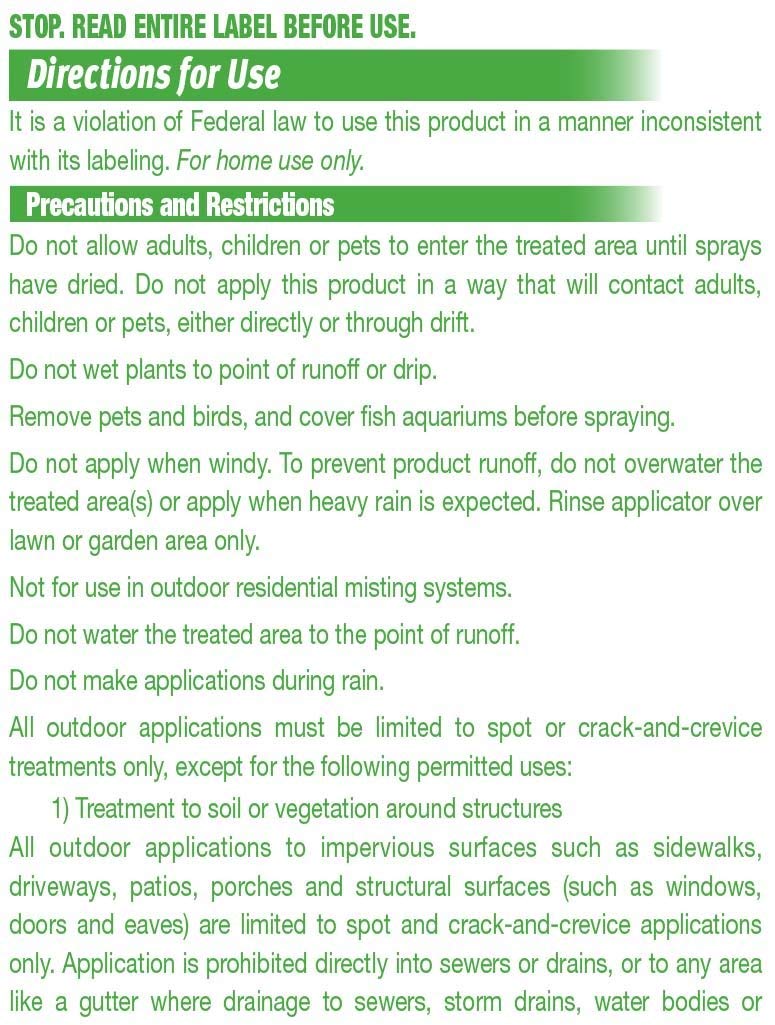 STOP. READ ENTIRE LABEL BEFORE USE.
Directions for Use
It is a violation of Federal law to use this product in a manner inconsistent
with its labeling. For home use only.
Precautions and Restrictions
Do not allow adults, children or pets to enter the treated area until sprays
have dried. Do not apply this product in a way that will contact adults,
children or pets, either directly or through drift.
Do not wet plants to point of runoff or drip.
Remove pets and birds, and cover fish aquariums before spraying.
Do not apply when windy. To prevent product runoff, do not overwater the
treated area(s) or apply when heavy rain is expected. Rinse applicator over
lawn or garden area only.
Not for use in outdoor residential misting systems.
Do not water the treated area to the point of runoff.
Do not make applications during rain.
All outdoor applications must be limited to spot or crack-and-crevice
treatments only, except for the following permitted uses:
1) Treatment to soil or vegetation around structures
All outdoor applications to impervious surfaces such as sidewalks,
driveways, patios, porches and structural surfaces (such as windows,
doors and eaves) are limited to spot and crack-and-crevice applications
only. Application is prohibited directly into sewers or drains, or to any area
like a gutter where drainage to sewers, storm drains, water bodies or